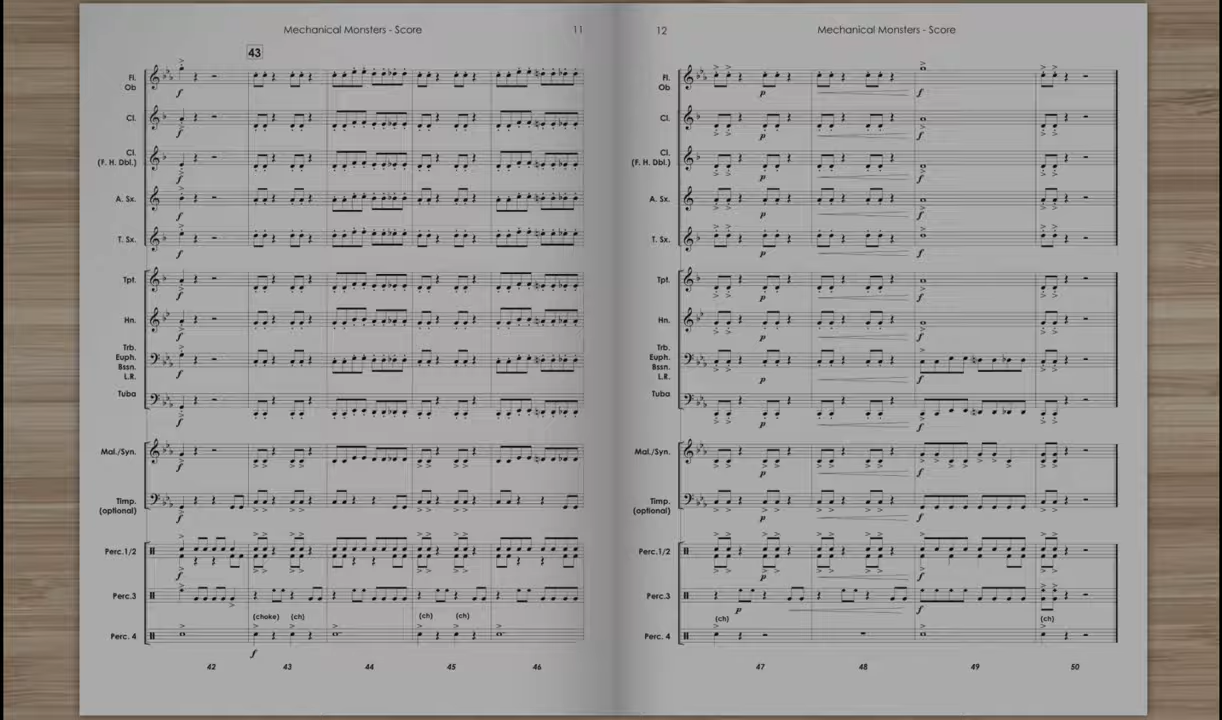 Mechanical Monsters - Score
11
43
Fl.
Ob
Cl.
Cl.
(F. H. Dbl.)
A. Sx.
T. Sx.
Tpt.
Hn.
Trb.
Euph.
Bssn.
L.R.
Tuba
Mal./Syn.
Timp.
(optional)
Perc.1/2
Perc.3
(choke) (ch) (ch) (ch)
Perc. 4
f
42 43 44 45 46
12
Mechanical Monsters - Score
Fl.
Ob
p f
Cl.
p f
Cl.
(F. H. Dbl.)
p f
A. Sx.
p f
T. Sx.
p f
Tpt.
p f
Hn.
p f
Trb.
Euph.
Bssn.
L.R.
p f
Tuba
p f
Mal./Syn.
p f
Timp.
(optional)
p f
Perc.1/2
p f
Perc.3
p f
(ch) (ch)
Perc. 4
47 48 49 50